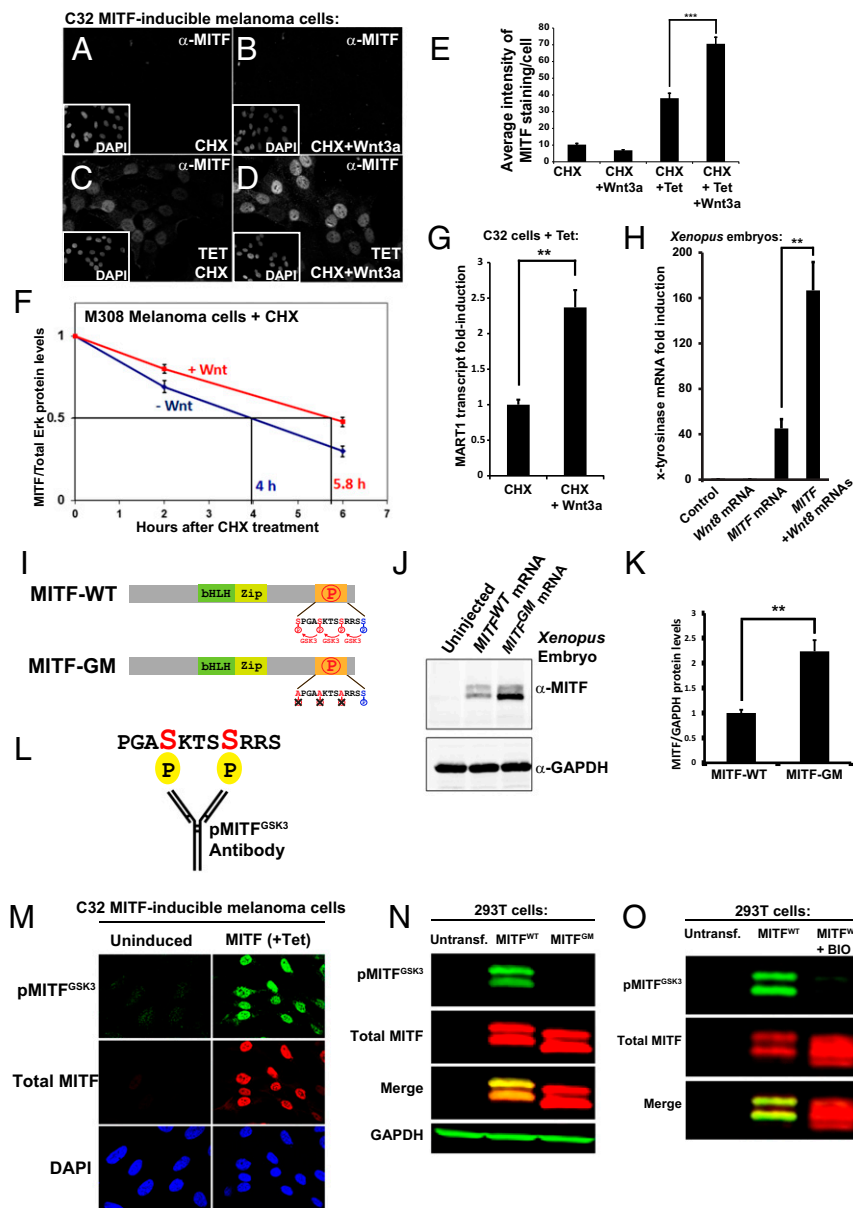 C32 MITF-inducible melanoma cells:
A
α-MITF
DAPI
CHX
B
α-MITF
DAPI
CHX+Wnt3a
C
α-MITF
DAPI
TET
CHX
D
α-MITF
DAPI
TET
CHX+Wnt3a
E
Average intensity of
MITF staining/cell
80
70
60
50
40
30
20
10
0
***
CHX
CHX
+Wnt3a
CHX
+Tet
CHX
+ Tet
+Wnt3a
F
M308 Melanoma cells + CHX
MITF/Total Erk protein levels
1
0.5
0
+ Wnt
- Wnt
4 h
5.8 h
0
1
2
3
4
5
6
7
Hours after CHX treatment
G
C32 cells + Tet:
MART1 transcript fold-induction
3
2.5
2
1.5
1
0.5
0
**
CHX
CHX
+ Wnt3a
H
Xenopus embryos:
x-tyrosinase mRNA fold induction
200
160
120
80
40
0
**
Control
Wnt8 mRNA
MITF mRNA
MITF
+Wnt8 mRNAs
I
MITF-WT
bHLH
Zip
P
SPGASKTSSRRSS
GSK3 GSK3 GSK3
MITF-GM
bHLH
Zip
P
APGAAKTSARRSS
J
Uninjected
MITFWT mRNA
MITFGM mRNA
Xenopus
Embryo
α-MITF
α-GAPDH
K
MITF/GAPDH protein levels
3
2.5
2
1.5
1
0.5
0
**
MITF-WT
MITF-GM
L
PGASKTSSRRS
P
P
pMITFGSK3
Antibody
M
C32 MITF-inducible melanoma cells
Uninduced
MITF (+Tet)
pMITFGSK3
Total MITF
DAPI
N
293T cells:
Untransf.
MITFWT
MITFGM
pMITFGSK3
Total MITF
Merge
GAPDH
O
293T cells:
Untransf.
MITFWT
+ BIO
pMITFGSK3
Total MITF
Merge